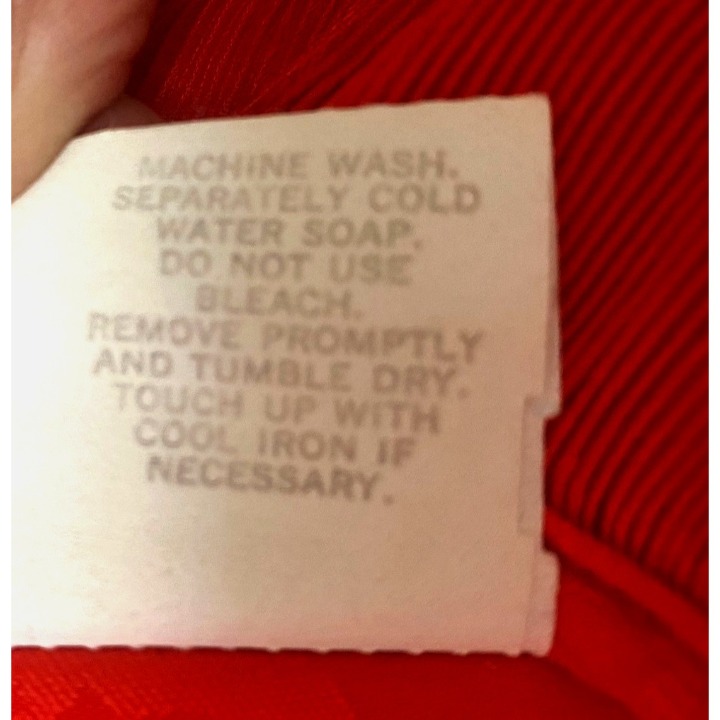 MACHINE WASH.
SEPARATELY COLD
WATER SOAP.
DO NOT USE
BLEACH.
REMOVE PROMPTLY
AND TUMBLE DRY.
TOUCH UP WITH
COOL IRON IF
NECESSARY.